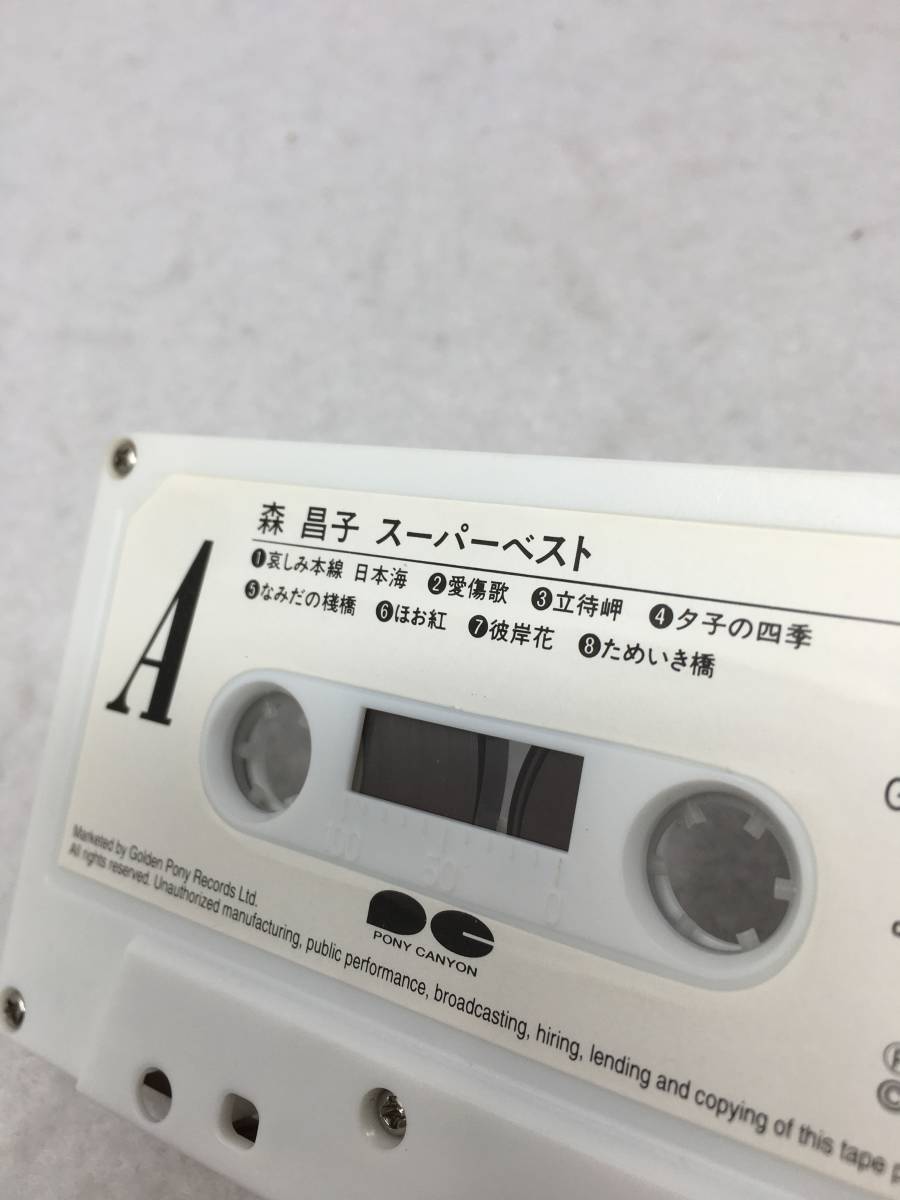 A
森 昌子 スーパーベスト
❶哀しみ本線 日本海 ❷愛傷歌 ❸立待岬 ❹夕子の四季
❺なみだの棧橋 ❻ほお紅 ❼彼岸花 ❽ためいき橋
100 50 0
G
PC
PONY CANYON
Marketed by Golden Pony Records Ltd.
All rights reserved. Unauthorized manufacturing, public performance, broadcasting, hiring, lending and copying of this tape p
Ⓟ
©